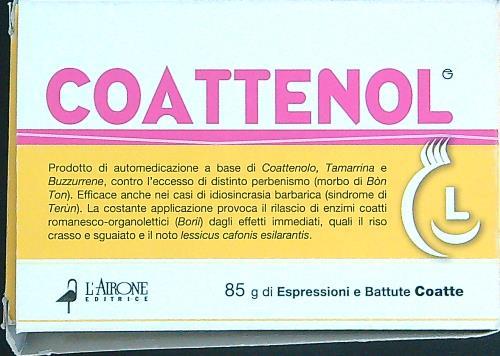 COATTENOL
Prodotto di automedicazione a base di Coattenolo, Tamarrina e
Buzzurrene, contro l'eccesso di distinto perbenismo (morbo di Bòn
Ton). Efficace anche nei casi di idiosincrasia barbarica (sindrome di
Terùn). La costante applicazione provoca il rilascio di enzimi coatti
romanesco-organolettici (Boril) dagli effetti immediati, quali il riso
crasso e sguaiato e il noto lessicus cafonis esilarantis.
L
L'AIRONE
EDITRICE
85 g di Espressioni e Battute Coatte